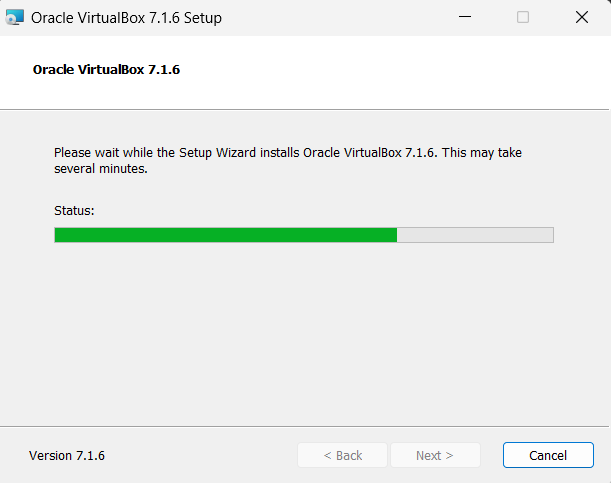 Oracle VirtualBox 7.1.6 Setup
Oracle VirtualBox 7.1.6
Please wait while the Setup Wizard installs Oracle VirtualBox 7.1.6. This may take
several minutes.
Status:
Version 7.1.6
< Back
Next >
Cancel